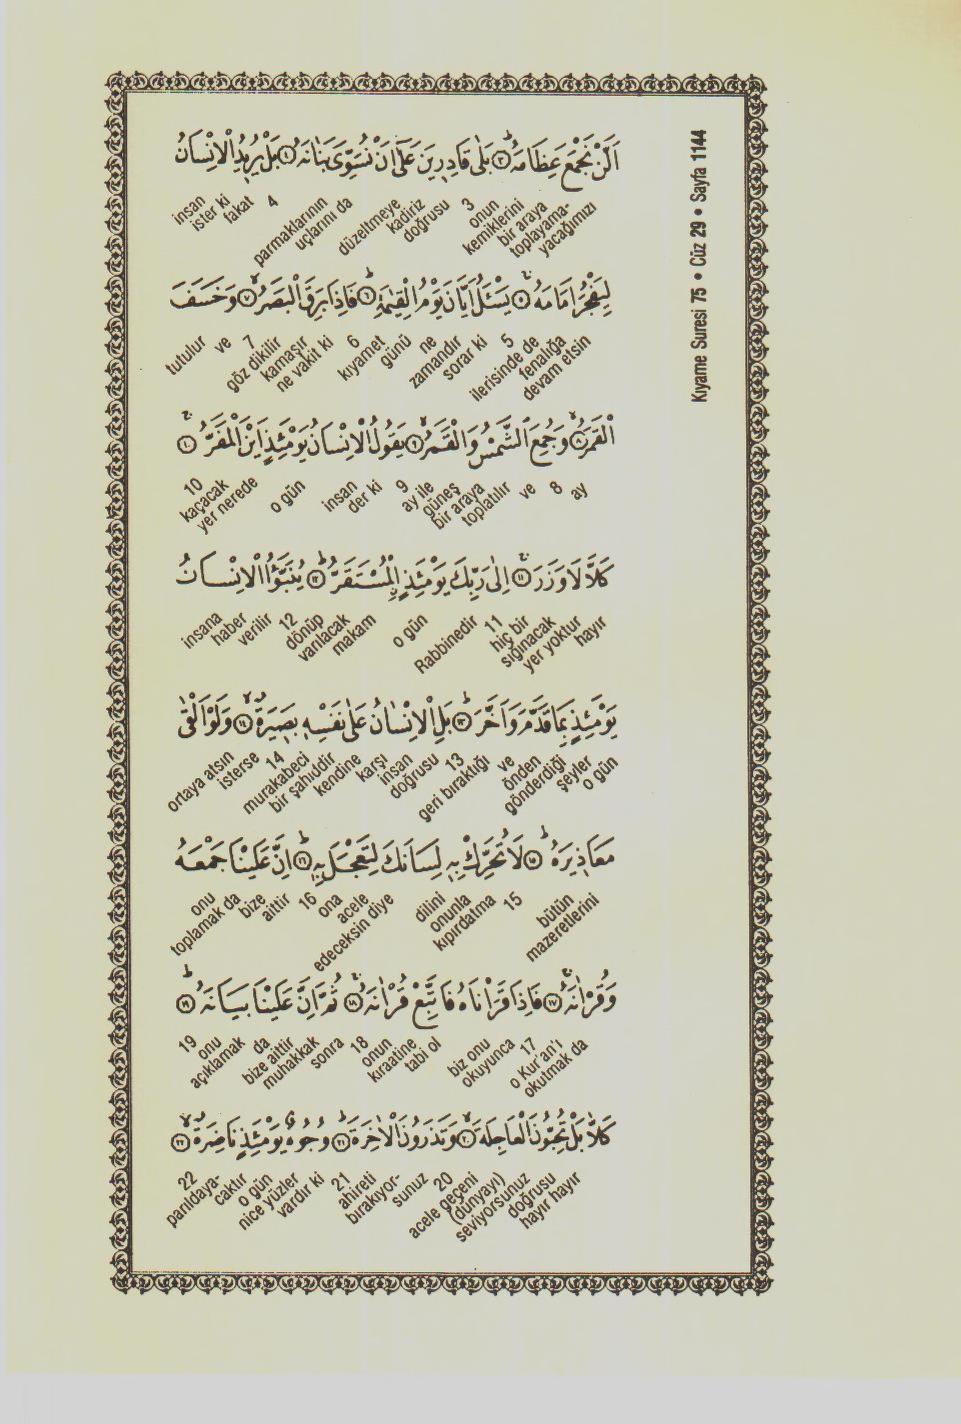 Kıyame Suresi 75 • Cüz 29 • Sayfa 1144
اَلَّنْ نَجْمَعَ عِظَامَهُ ﴿٣﴾ بَلٰى قَادِرٖينَ عَلٰٓى اَنْ نُسَوِّىَ بَنَانَهُ ﴿٤﴾ بَلْ يُرٖيدُ الْاِنْسَانُ
toplayama-yacağımızı bir araya kemiklerini onun 3 doğrusu kadiriz düzeltmeye uçlarını da parmaklarının 4 fakat ister ki insan
لِيَفْجُرَ اَمَامَهُ ﴿٥﴾ يَسْئَلُ اَيَّانَ يَوْمُ الْقِيٰمَةِ ﴿٦﴾ فَاِذَا بَرِقَ الْبَصَرُ ﴿٧﴾ وَخَسَفَ
devam etsin fenalığa ilerisinde de 5 sorar ki zamandır ne günü kıyamet 6 ne vakit ki kamaşır göz dikilir 7 ve tutulur
الْقَمَرُ ﴿٨﴾ وَجُمِعَ الشَّمْسُ وَالْقَمَرُ ﴿٩﴾ يَقُولُ الْاِنْسَانُ يَوْمَئِذٍ اَيْنَ الْمَفَرُّ ﴿١٠﴾
ay 8 ve toplatılır bir araya güneş ay ile 9 der ki insan o gün yer nerede kaçacak 10
كَلَّا لَا وَزَرَ ﴿١١﴾ اِلٰى رَبِّكَ يَوْمَئِذٍ الْمُسْتَقَرُّ ﴿١٢﴾ يُنَبَّؤُا الْاِنْسَانُ
hayır yer yoktur sığınacak hiç bir 11 Rabbinedir o gün makam varılacak dönüp 12 verilir haber insana
يَوْمَئِذٍ بِمَا قَدَّمَ وَاَخَّرَ ﴿١٣﴾ بَلِ الْاِنْسَانُ عَلٰى نَفْسِهٖ بَصٖيرَةٌ ﴿١٤﴾ وَلَوْ اَلْقٰى
o gün şeyler gönderdiği önden ve geri bıraktığı 13 doğrusu insan karşı kendine bir şahiddir murakabeci 14 isterse ortaya atsın
مَعَاذٖيرَهُ ﴿١٥﴾ لَا تُحَرِّكْ بِهٖ لِسَانَكَ لِتَعْجَلَ بِهٖ ﴿١٦﴾ اِنَّ عَلَيْنَا جَمْعَهُ
mazeretlerini bütün 15 kıpırdatma onunla dilini edeceksin diye acele ona 16 aittir bize toplamak da onu
وَقُرْاٰنَهُ ﴿١٧﴾ فَاِذَا قَرَاْنَاهُ فَاتَّبِعْ قُرْاٰنَهُ ﴿١٨﴾ ثُمَّ اِنَّ عَلَيْنَا بَيَانَهُ ﴿١٩﴾
okutmak da o Kur'an'ı 17 okuyunca biz onu tabi ol kıraatine onun 18 sonra muhakkak bize aittir da açıklamak onu 19
كَلَّا بَلْ تُحِبُّونَ الْعَاجِلَةَ ﴿٢٠﴾ وَتَذَرُونَ الْاٰخِرَةَ ﴿٢١﴾ وُجُوهٌ يَوْمَئِذٍ نَاضِرَةٌ ﴿٢٢﴾
hayır hayır doğrusu seviyorsunuz (dünyayı) acele geçeni 20 bırakıyor-sunuz ahireti 21 vardır ki nice yüzler o gün parıldaya-caktır 22